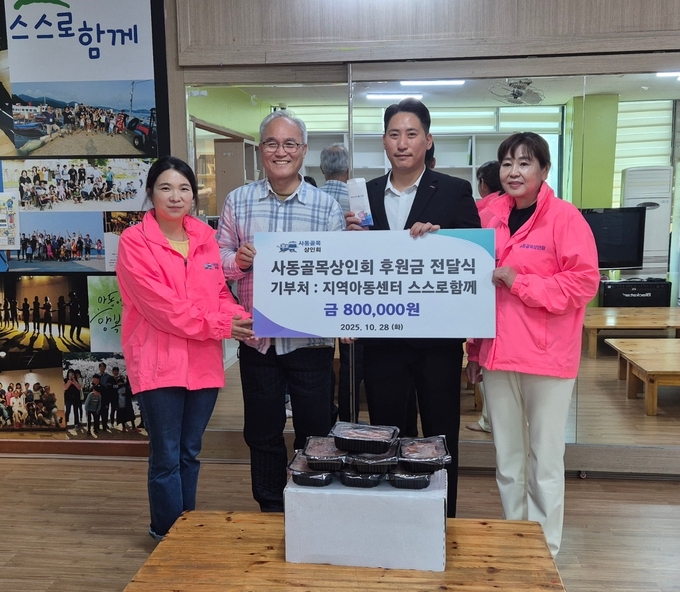 스스로함께
사동골목
상인회
사동골목상인회 후원금 전달식
기부처 : 지역아동센터 스스로함께
금 800,000원
2025. 10. 28 (화)